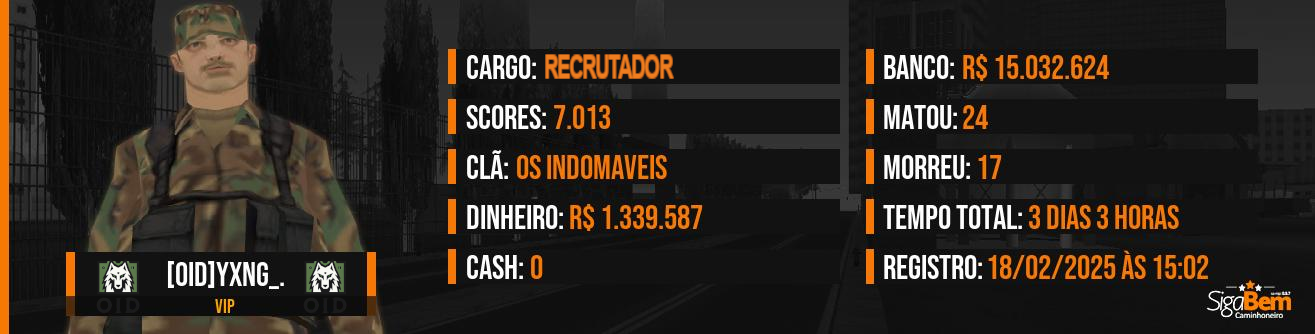 CARGO: RECRUTADOR
SCORES: 7.013
CLÃ: OS INDOMAVEIS
DINHEIRO: R$ 1.339.587
CASH: 0
BANCO: R$ 15.032.624
MATOU: 24
MORREU: 17
TEMPO TOTAL: 3 DIAS 3 HORAS
REGISTRO: 18/02/2025 ÀS 15:02
[OID]YXNG_.
OID VIP OID
SigaBem
Caminhoneiro